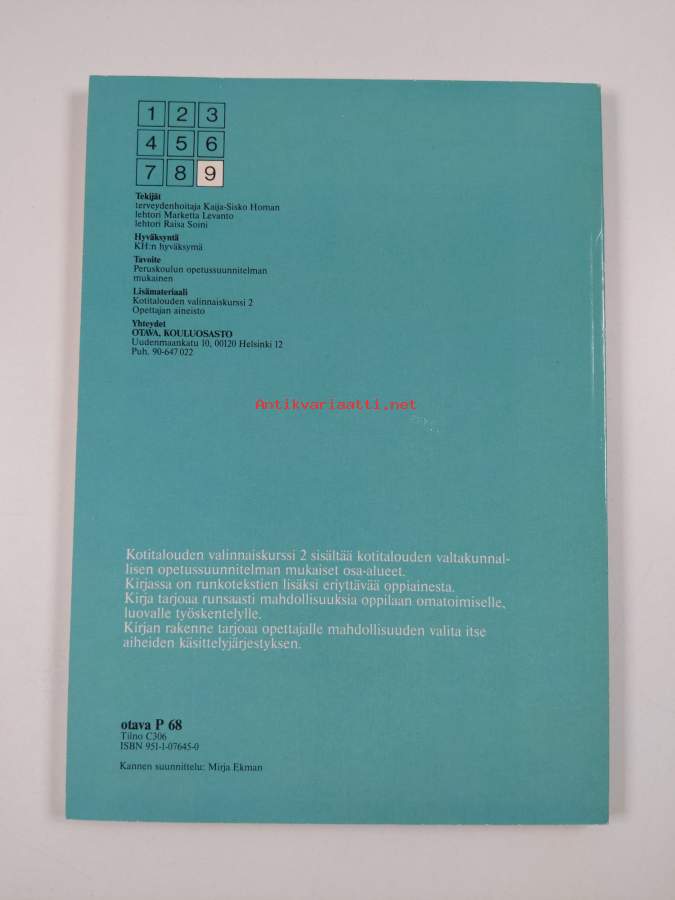 1 2 3
4 5 6
7 8 9
Tekijät
terveydenhoitaja Kaija-Sisko Homan
lehtori Marketta Levanto
lehtori Raisa Soini
Hyväksyntä
KH:n hyväksymä
Tavoite
Peruskoulun opetussuunnitelman
mukainen
Lisämateriaali
Kotitalouden valinnaiskurssi 2
Opettajan aineisto
Yhteydet
OTAVA, KOULUOSASTO
Uudenmaankatu 10, 00120 Helsinki 12
Puh. 90-647 022
Antikvariaatti.net
Kotitalouden valinnaiskurssi 2 sisältää kotitalouden valtakunnal-
lisen opetussuunnitelman mukaiset osa-alueet.
Kirjassa on runkotekstien lisäksi eriyttävää oppiainesta.
Kirja tarjoaa runsaasti mahdollisuuksia oppilaan omatoimiselle,
luovalle työskentelylle.
Kirjan rakenne tarjoaa opettajalle mahdollisuuden valita itse
aiheiden käsittelyjärjestyksen.
otava P 68
Tilno C306
ISBN 951-1-07645-0
Kannen suunnittelu: Mirja Ekman